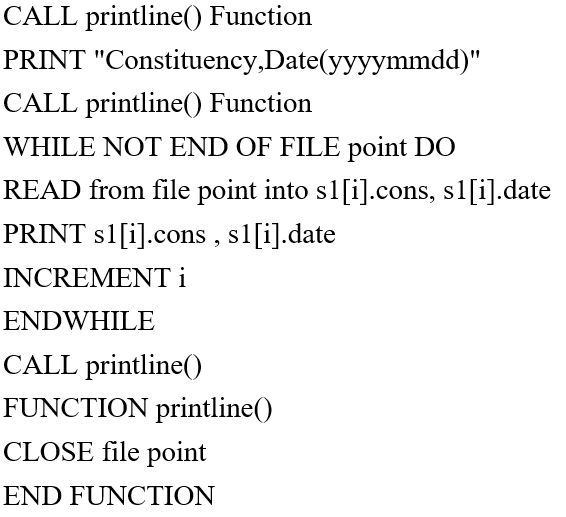 CALL printline() Function
PRINT "Constituency,Date(yyyymmdd)"
CALL printline() Function
WHILE NOT END OF FILE point DO
READ from file point into s1[i].cons, s1[i].date
PRINT s1[i].cons , s1[i].date
INCREMENT i
ENDWHILE
CALL printline()
FUNCTION printline()
CLOSE file point
END FUNCTION